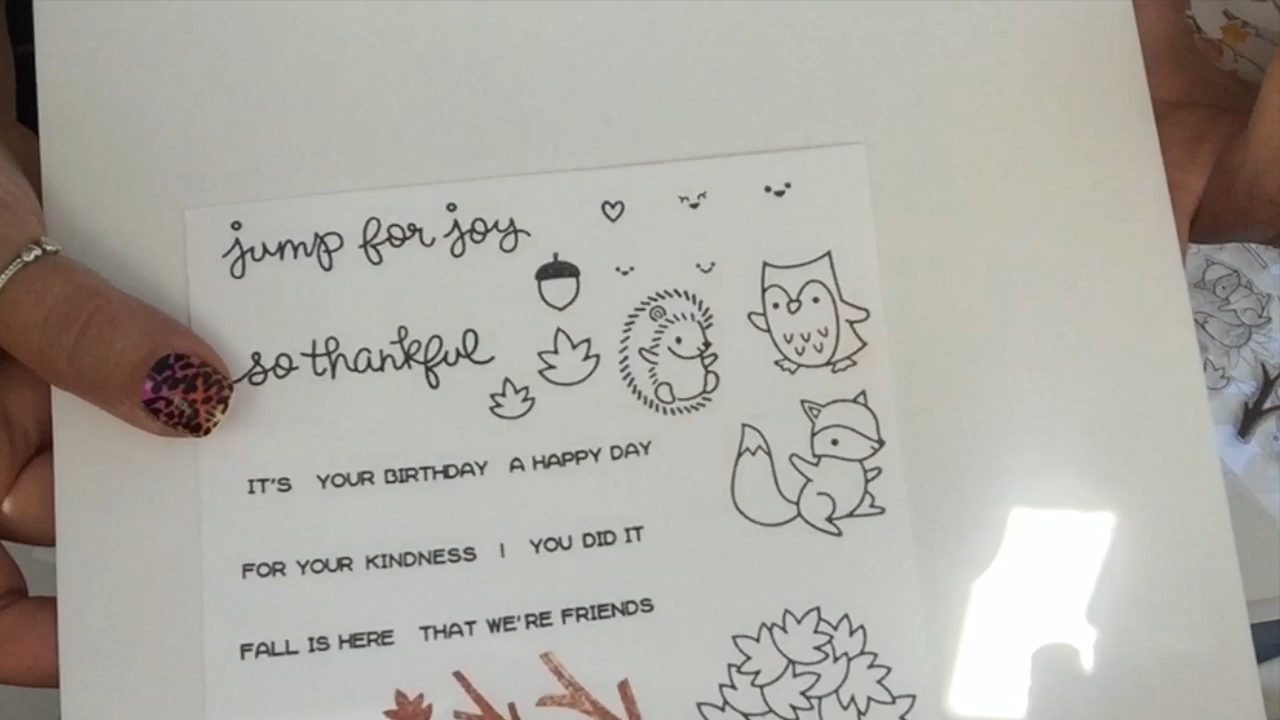 jump for joy
so thankful
IT'S YOUR BIRTHDAY A HAPPY DAY
FOR YOUR KINDNESS I YOU DID IT
FALL IS HERE THAT WE'RE FRIENDS